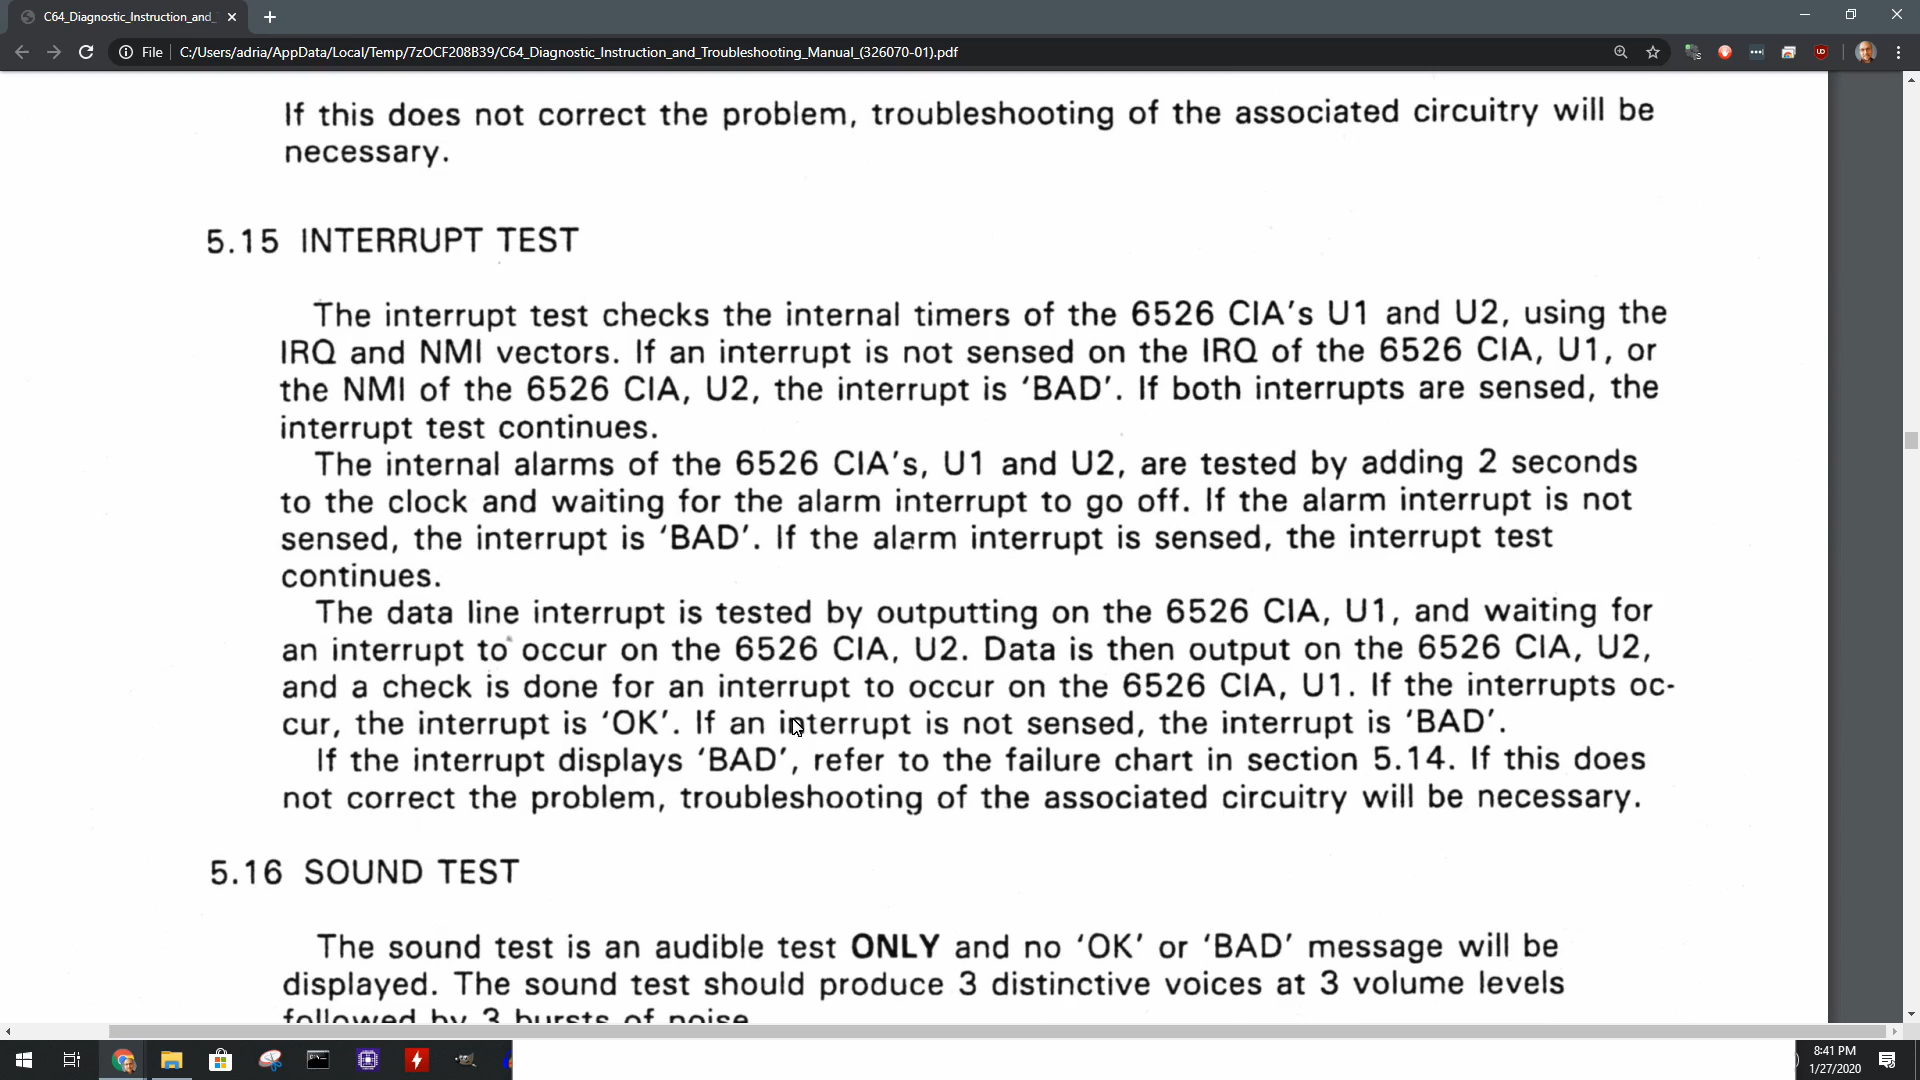 C64_Diagnostic_Instruction_and_
File C:/Users/adria/AppData/Local/Temp/7zOCF208B39/C64_Diagnostic_Instruction_and_Troubleshooting_Manual_(326070-01).pdf
If this does not correct the problem, troubleshooting of the associated circuitry will be
necessary.
5.15 INTERRUPT TEST
The interrupt test checks the internal timers of the 6526 CIA's U1 and U2, using the
IRQ and NMI vectors. If an interrupt is not sensed on the IRQ of the 6526 CIA, U1, or
the NMI of the 6526 CIA, U2, the interrupt is 'BAD'. If both interrupts are sensed, the
interrupt test continues.
The internal alarms of the 6526 CIA's, U1 and U2, are tested by adding 2 seconds
to the clock and waiting for the alarm interrupt to go off. If the alarm interrupt is not
sensed, the interrupt is 'BAD'. If the alarm interrupt is sensed, the interrupt test
continues.
The data line interrupt is tested by outputting on the 6526 CIA, U1, and waiting for
an interrupt to occur on the 6526 CIA, U2. Data is then output on the 6526 CIA, U2,
and a check is done for an interrupt to occur on the 6526 CIA, U1. If the interrupts oc-
cur, the interrupt is 'OK'. If an interrupt is not sensed, the interrupt is 'BAD'.
If the interrupt displays 'BAD', refer to the failure chart in section 5.14. If this does
not correct the problem, troubleshooting of the associated circuitry will be necessary.
5.16 SOUND TEST
The sound test is an audible test ONLY and no 'OK' or 'BAD' message will be
displayed. The sound test should produce 3 distinctive voices at 3 volume levels
followed by 3 bursts of noise
8:41 PM
1/27/2020